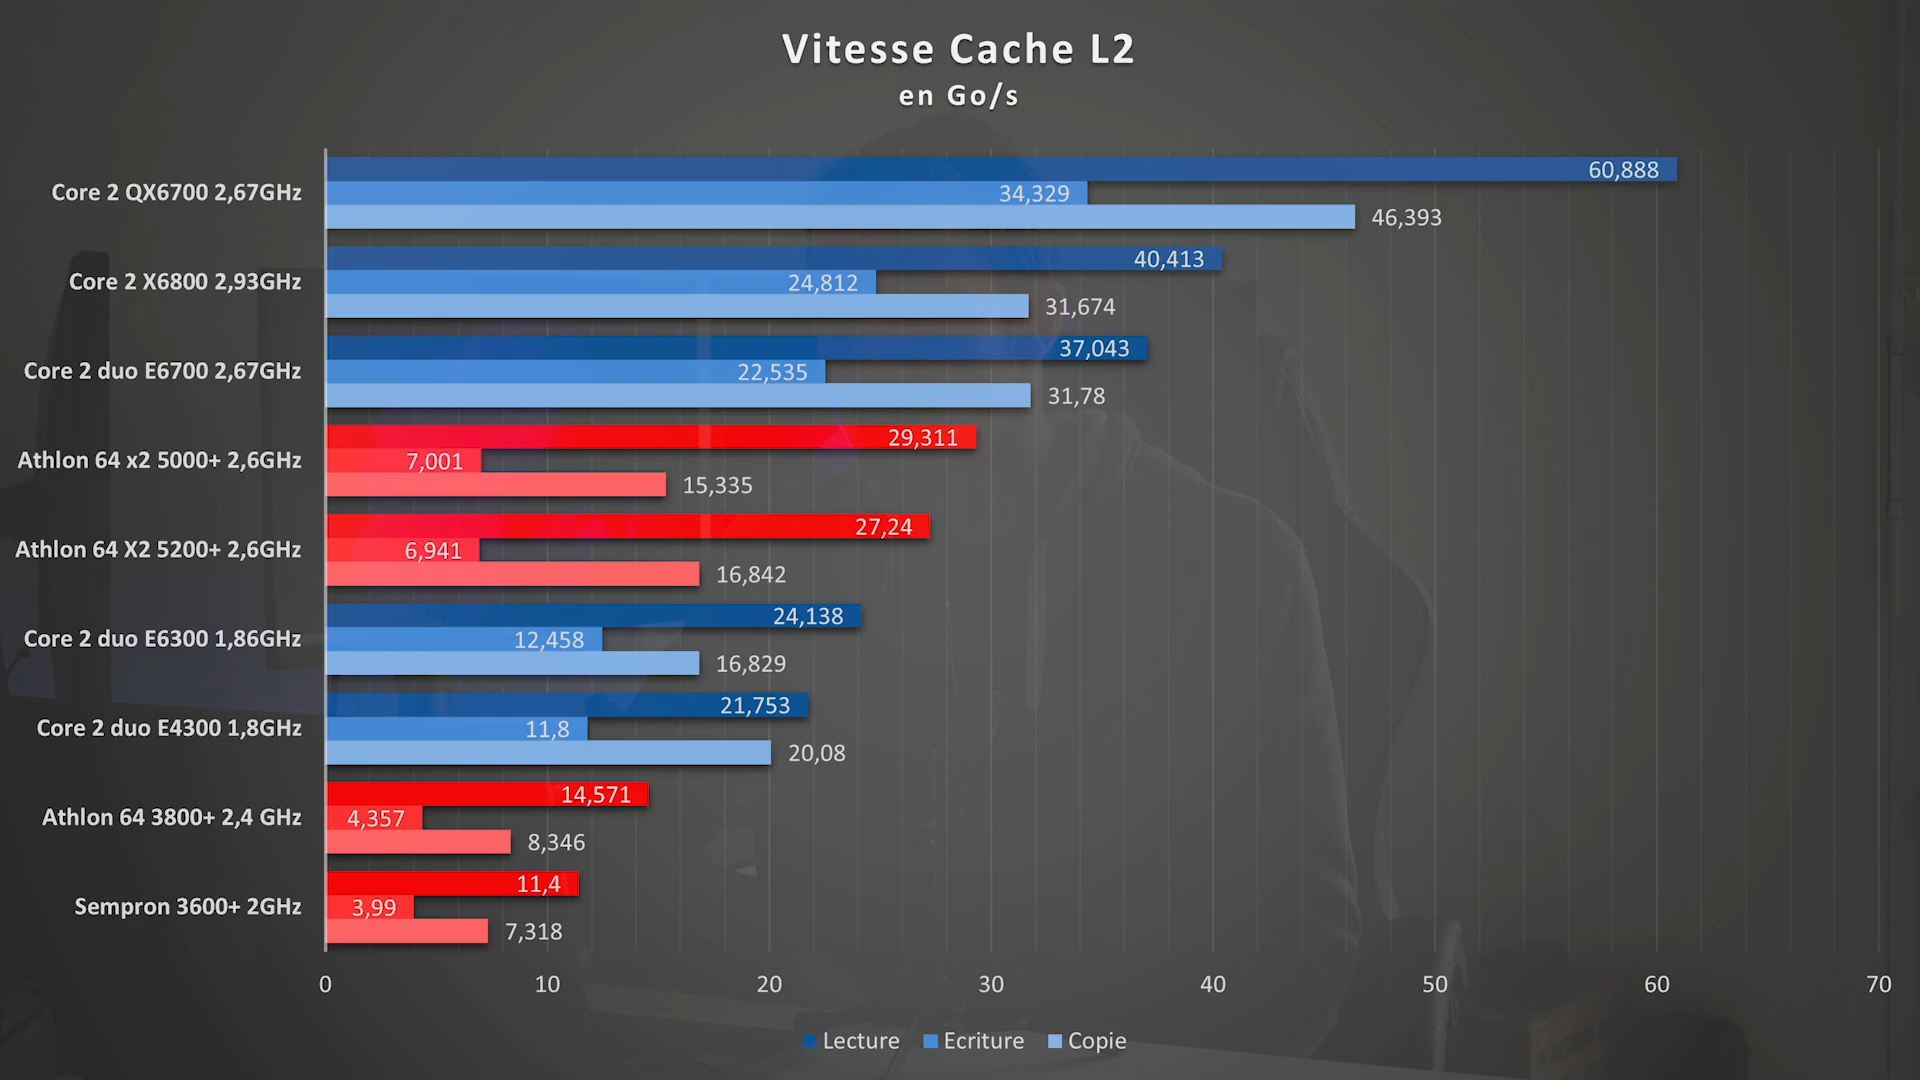 Vitesse Cache L2
en Go/s
Core 2 QX6700 2,67GHz
60,888
34,329
46,393
Core 2 X6800 2,93GHz
40,413
24,812
31,674
Core 2 duo E6700 2,67GHz
37,043
22,535
31,78
Athlon 64 x2 5000+ 2,6GHz
29,311
7,001
15,335
Athlon 64 X2 5200+ 2,6GHz
27,24
6,941
16,842
Core 2 duo E6300 1,86GHz
24,138
12,458
16,829
Core 2 duo E4300 1,8GHz
21,753
11,8
20,08
Athlon 64 3800+ 2,4 GHz
14,571
4,357
8,346
Sempron 3600+ 2GHz
11,4
3,99
7,318
0 10 20 30 40 50 60 70
Lecture Ecriture Copie